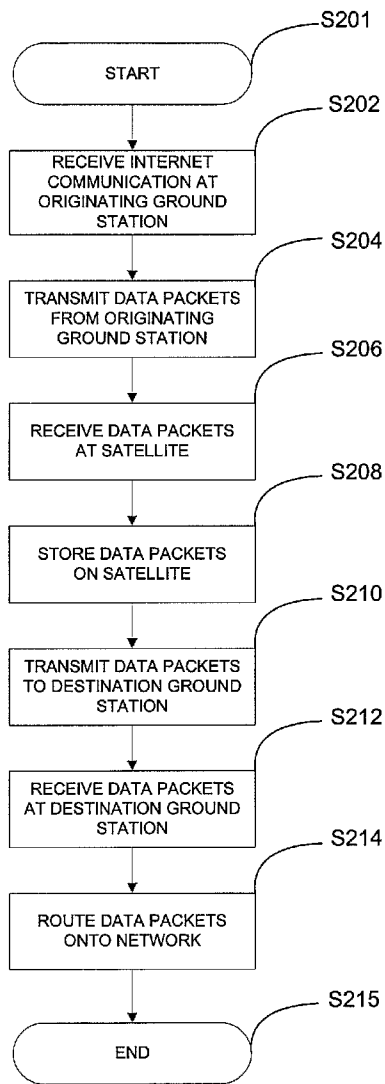 S201
START
S202
RECEIVE INTERNET
COMMUNICATION AT
ORIGINATING GROUND
STATION
S204
TRANSMIT DATA PACKETS
FROM ORIGINATING
GROUND STATION
S206
RECEIVE DATA PACKETS
AT SATELLITE
S208
STORE DATA PACKETS
ON SATELLITE
S210
TRANSMIT DATA PACKETS
TO DESTINATION GROUND
STATION
S212
RECEIVE DATA PACKETS
AT DESTINATION GROUND
STATION
S214
ROUTE DATA PACKETS
ONTO NETWORK
S215
END